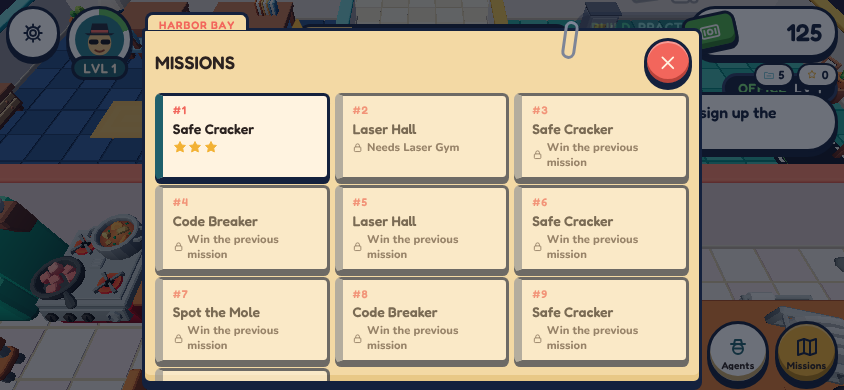 HARBOR BAY
MISSIONS
125
LVL 1
5
0
sign up the
#1
Safe Cracker
#2
Laser Hall
Needs Laser Gym
#3
Safe Cracker
Win the previous
mission
#4
Code Breaker
Win the previous
mission
#5
Laser Hall
Win the previous
mission
#6
Safe Cracker
Win the previous
mission
#7
Spot the Mole
Win the previous
mission
#8
Code Breaker
Win the previous
mission
#9
Safe Cracker
Win the previous
mission
Agents
Missions